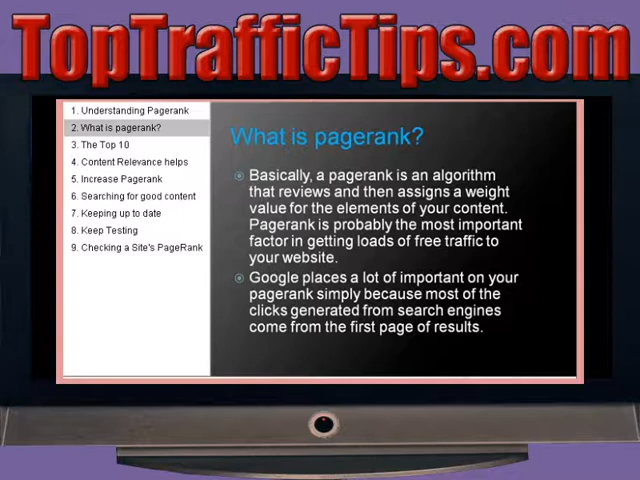 TopTrafficTips.com
1. Understanding Pagerank
2. What is pagerank?
3. The Top 10
4. Content Relevance helps
5. Increase Pagerank
6. Searching for good content
7. Keeping up to date
8. Keep Testing
9. Checking a Site's PageRank
What is pagerank?
Basically, a pagerank is an algorithm
that reviews and then assigns a weight
value for the elements of your content.
Pagerank is probably the most important
factor in getting loads of free traffic to
your website.
Google places a lot of important on your
pagerank simply because most of the
clicks generated from search engines
come from the first page of results.